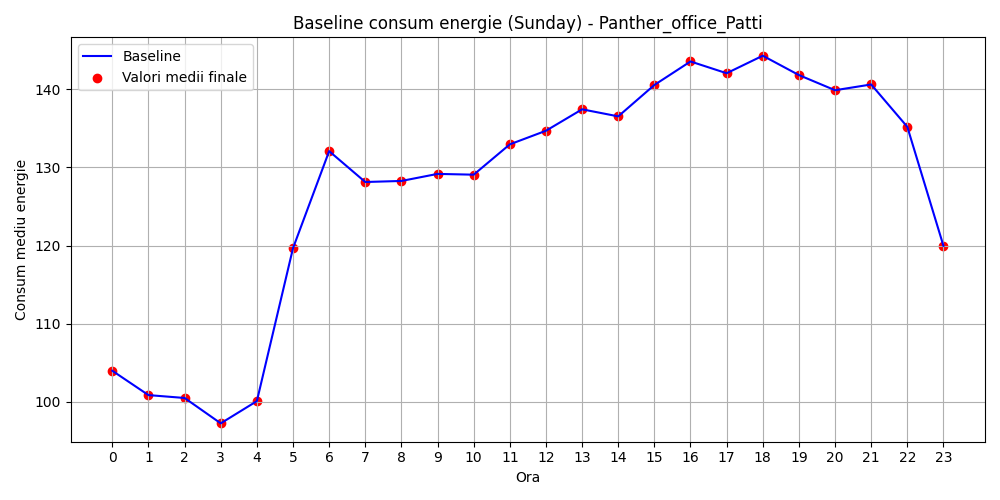 Baseline consum energie (Sunday) - Panther_office_Patti
Baseline
Valori medii finale
Consum mediu energie
140
130
120
110
100
0 1 2 3 4 5 6 7 8 9 10 11 12 13 14 15 16 17 18 19 20 21 22 23
Ora